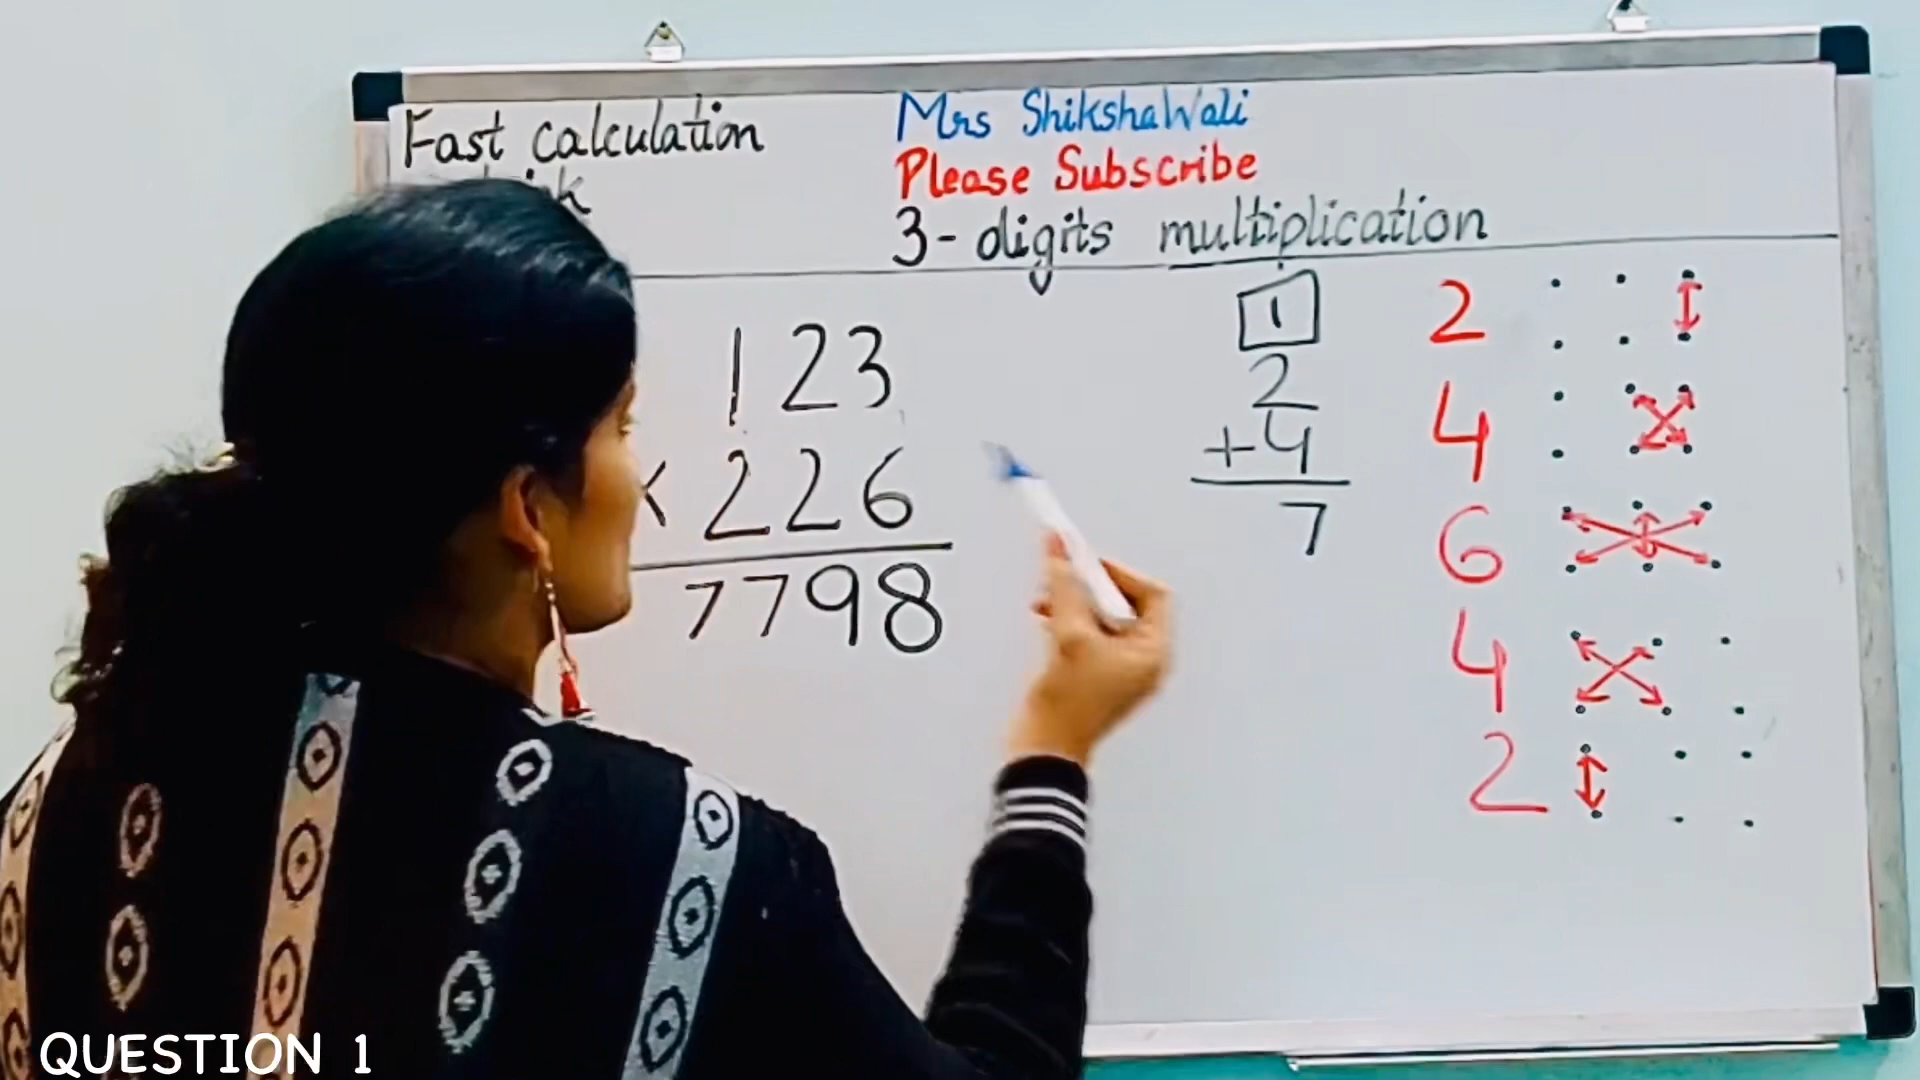 Fast calculation
Mrs ShikshaWali
Please Subscribe
3-digits multiplication
123
× 226
7798
1
2
+4
7
2
4
6
4
2
QUESTION 1